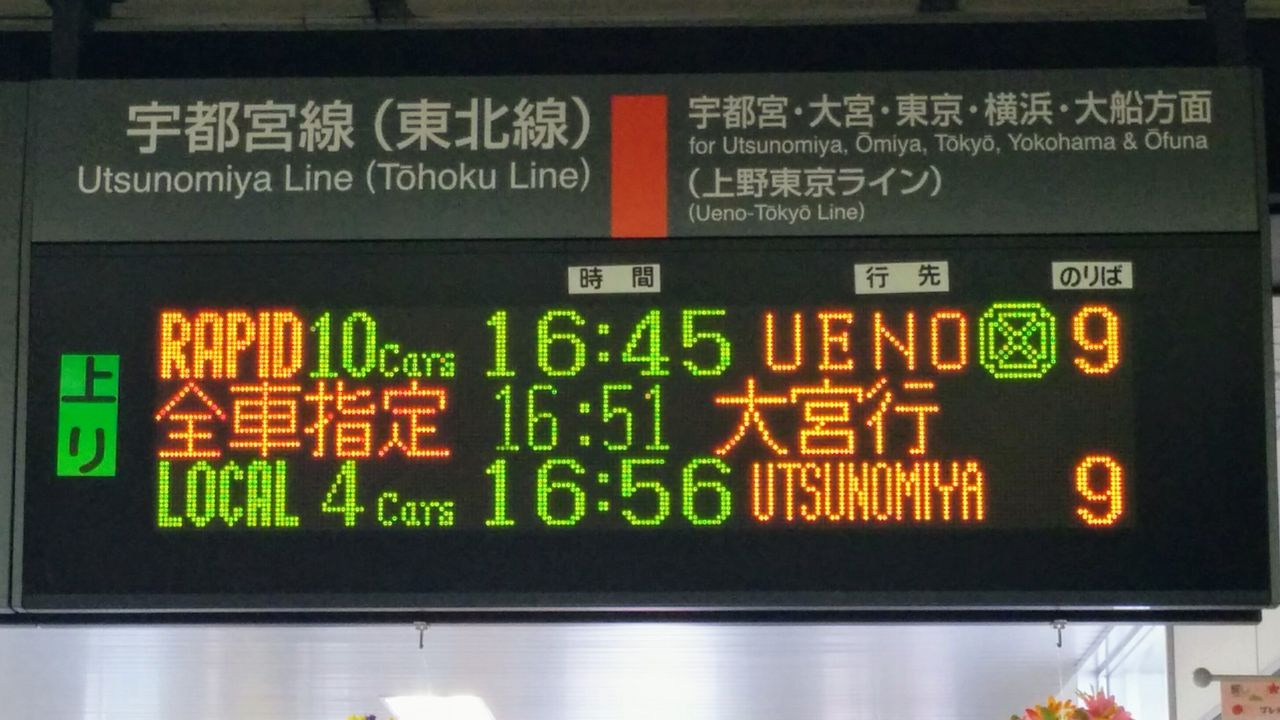 宇都宮線（東北線）
Utsunomiya Line (Tōhoku Line)
宇都宮・大宮・東京・横浜・大船方面
for Utsunomiya, Ōmiya, Tōkyō, Yokohama & Ōfuna
（上野東京ライン）
(Ueno-Tōkyō Line)
時間 行先 のりば
上り
RAPID 10 Cars 16:45 UENO 9
全車指定 16:51 大宮行
LOCAL 4 Cars 16:56 UTSUNOMIYA 9